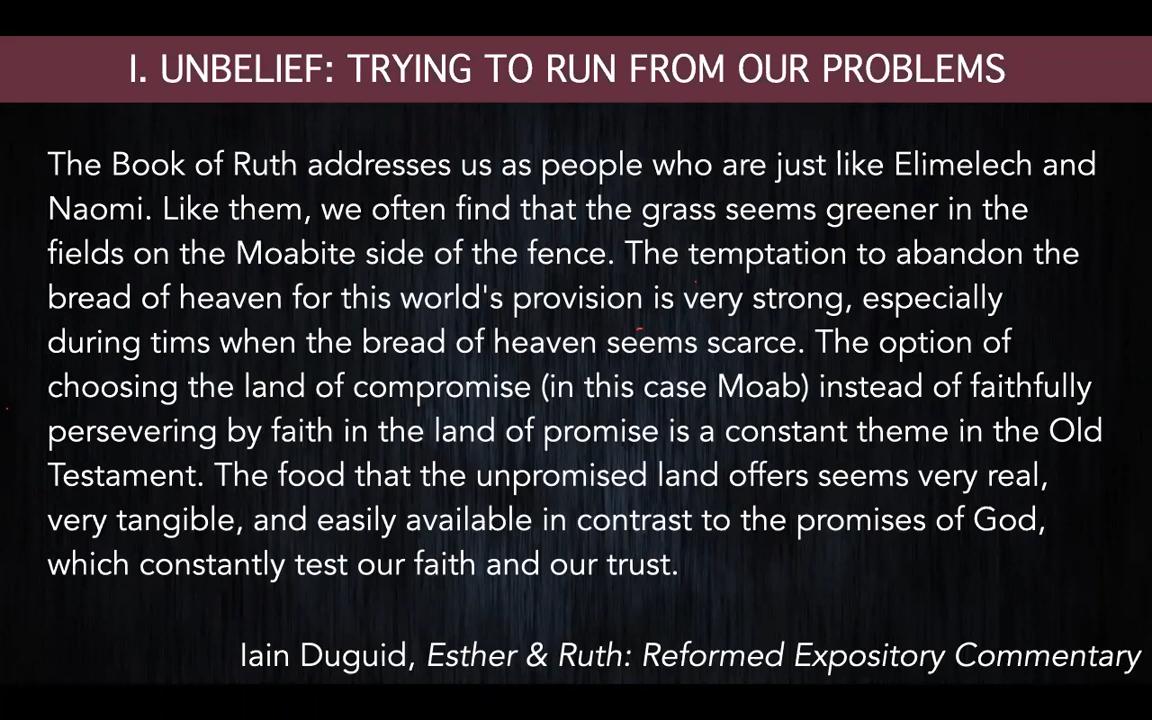 I. UNBELIEF: TRYING TO RUN FROM OUR PROBLEMS
The Book of Ruth addresses us as people who are just like Elimelech and
Naomi. Like them, we often find that the grass seems greener in the
fields on the Moabite side of the fence. The temptation to abandon the
bread of heaven for this world's provision is very strong, especially
during tims when the bread of heaven seems scarce. The option of
choosing the land of compromise (in this case Moab) instead of faithfully
persevering by faith in the land of promise is a constant theme in the Old
Testament. The food that the unpromised land offers seems very real,
very tangible, and easily available in contrast to the promises of God,
which constantly test our faith and our trust.
Iain Duguid, Esther & Ruth: Reformed Expository Commentary